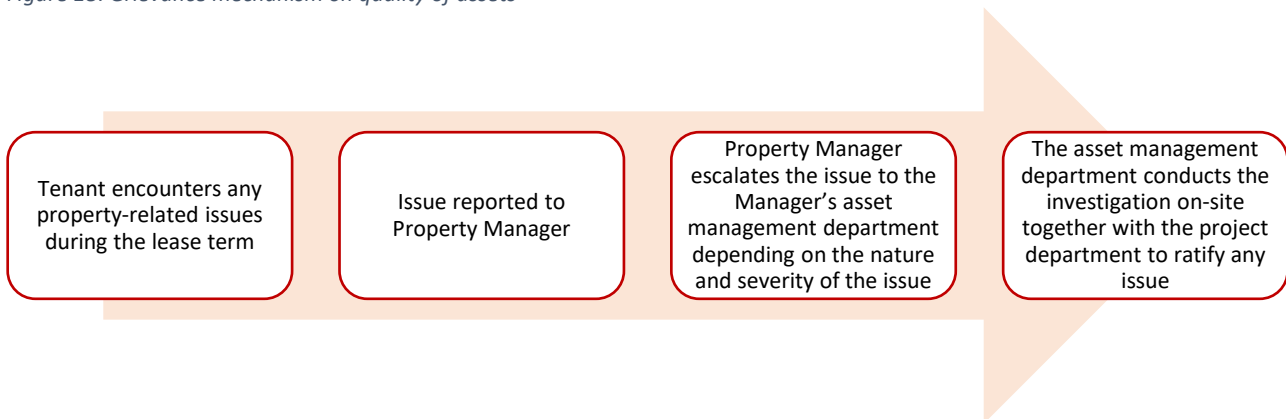 Tenant encounters any
property-related issues
during the lease term
Issue reported to
Property Manager
Property Manager
escalates the issue to the
Manager’s asset
management department
depending on the nature
and severity of the issue
The asset management
department conducts the
investigation on-site
together with the project
department to ratify any
issue